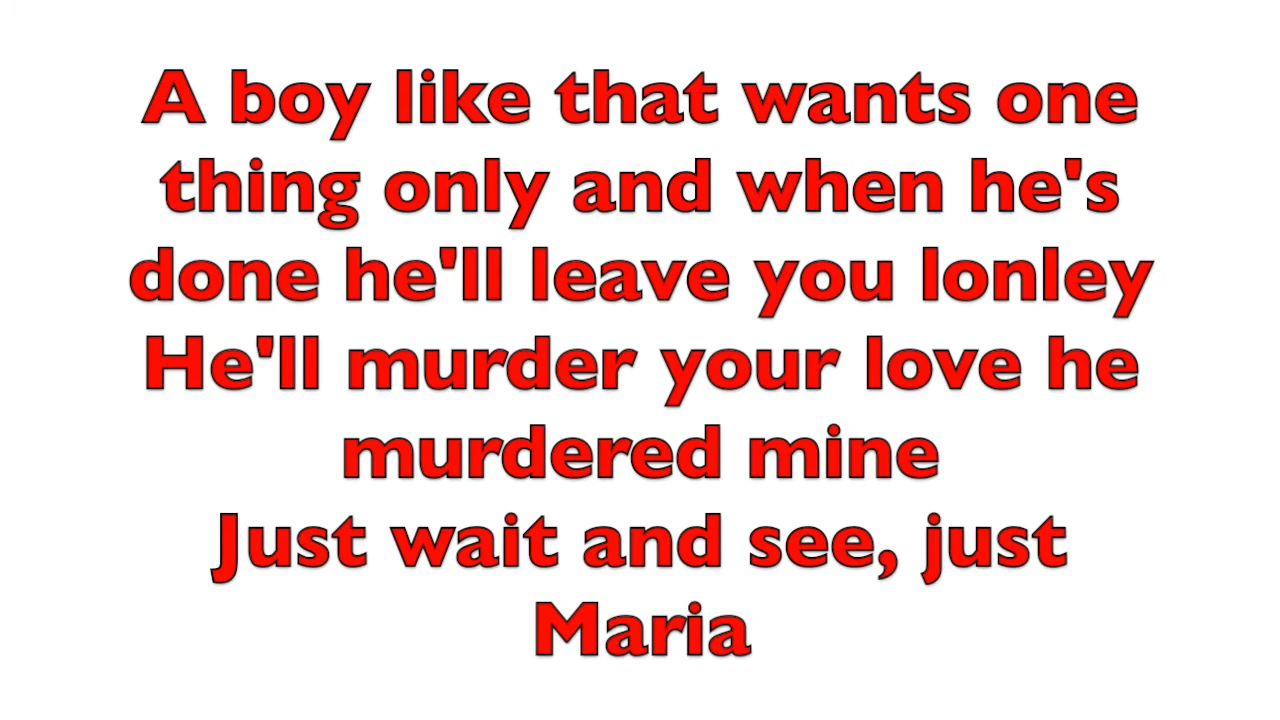 A boy like that wants one
thing only and when he's
done he'll leave you lonley
He'll murder your love he
murdered mine
Just wait and see, just
Maria